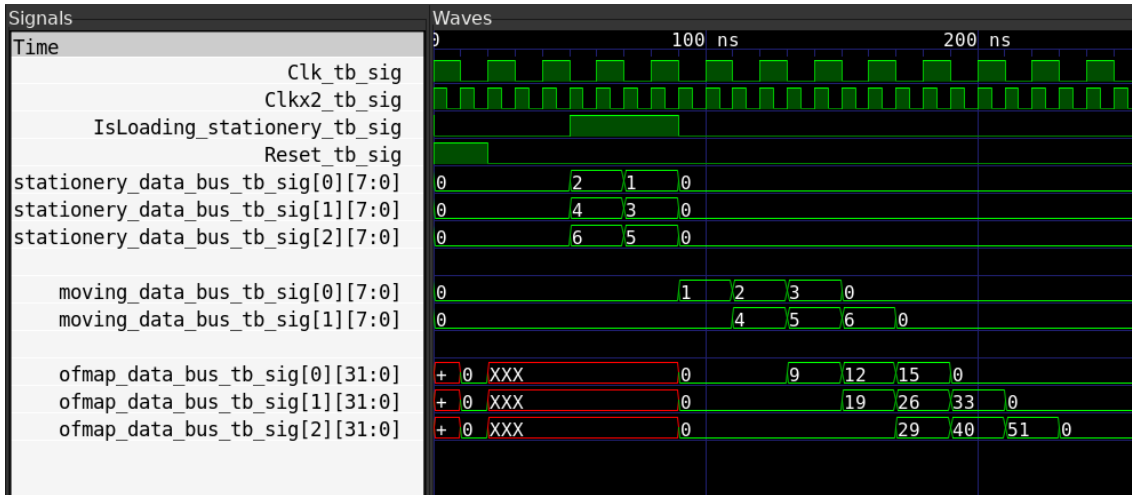 Signals Waves
Time 0 100 ns 200 ns
Clk_tb_sig
Clkx2_tb_sig
IsLoading_stationery_tb_sig
Reset_tb_sig
stationery_data_bus_tb_sig[0][7:0] 0 2 1 0
stationery_data_bus_tb_sig[1][7:0] 0 4 3 0
stationery_data_bus_tb_sig[2][7:0] 0 6 5 0
moving_data_bus_tb_sig[0][7:0] 0 1 2 3 0
moving_data_bus_tb_sig[1][7:0] 0 4 5 6 0
ofmap_data_bus_tb_sig[0][31:0] + 0 XXX 0 9 12 15 0
ofmap_data_bus_tb_sig[1][31:0] + 0 XXX 0 19 26 33 0
ofmap_data_bus_tb_sig[2][31:0] + 0 XXX 0 29 40 51 0